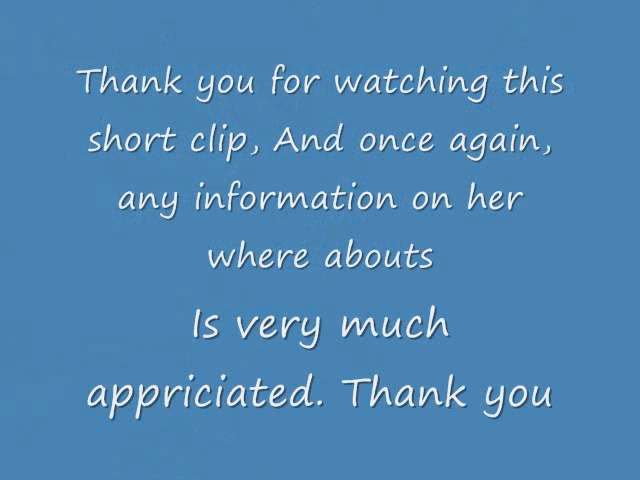 Thank you for watching this
short clip, And once again,
any information on her
where abouts
Is very much
appriciated. Thank you